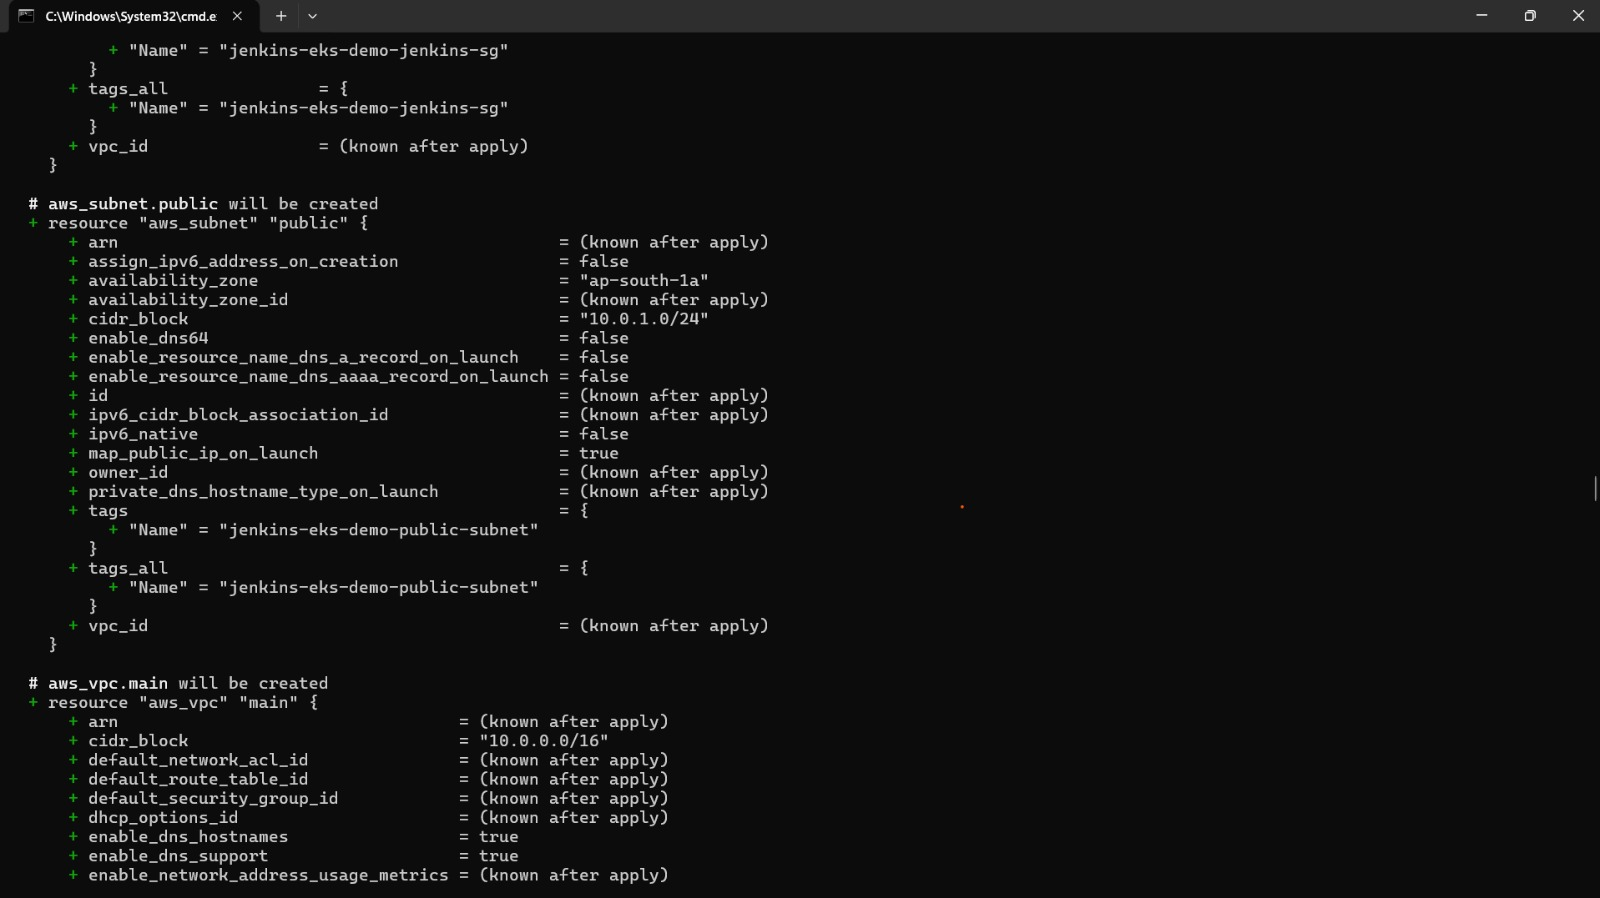 C:\Windows\System32\cmd.e
+ "Name" = "jenkins-eks-demo-jenkins-sg"
}
+ tags_all = {
+ "Name" = "jenkins-eks-demo-jenkins-sg"
}
+ vpc_id = (known after apply)
}
# aws_subnet.public will be created
+ resource "aws_subnet" "public" {
+ arn = (known after apply)
+ assign_ipv6_address_on_creation = false
+ availability_zone = "ap-south-1a"
+ availability_zone_id = (known after apply)
+ cidr_block = "10.0.1.0/24"
+ enable_dns64 = false
+ enable_resource_name_dns_a_record_on_launch = false
+ enable_resource_name_dns_aaaa_record_on_launch = false
+ id = (known after apply)
+ ipv6_cidr_block_association_id = (known after apply)
+ ipv6_native = false
+ map_public_ip_on_launch = true
+ owner_id = (known after apply)
+ private_dns_hostname_type_on_launch = (known after apply)
+ tags = {
+ "Name" = "jenkins-eks-demo-public-subnet"
}
+ tags_all = {
+ "Name" = "jenkins-eks-demo-public-subnet"
}
+ vpc_id = (known after apply)
}
# aws_vpc.main will be created
+ resource "aws_vpc" "main" {
+ arn = (known after apply)
+ cidr_block = "10.0.0.0/16"
+ default_network_acl_id = (known after apply)
+ default_route_table_id = (known after apply)
+ default_security_group_id = (known after apply)
+ dhcp_options_id = (known after apply)
+ enable_dns_hostnames = true
+ enable_dns_support = true
+ enable_network_address_usage_metrics = (known after apply)